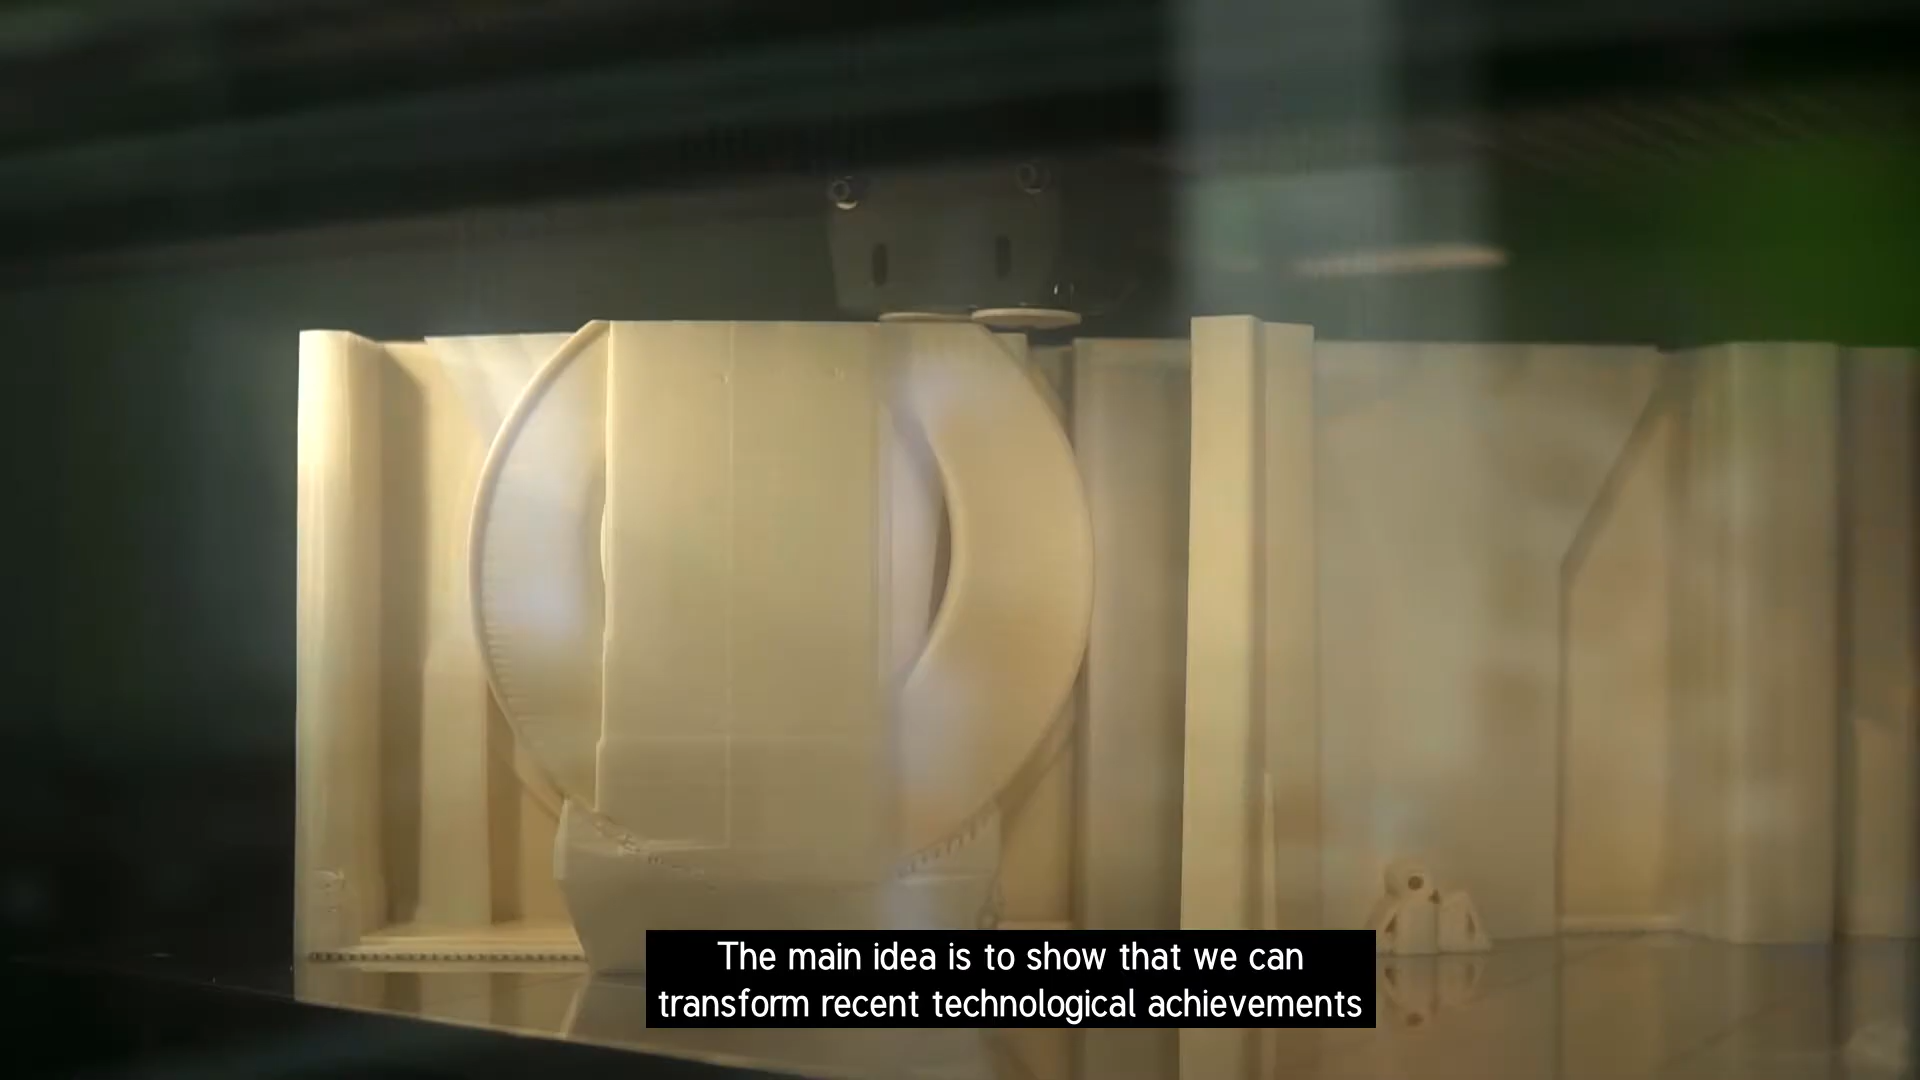 The main idea is to show that we can
transform recent technological achievements